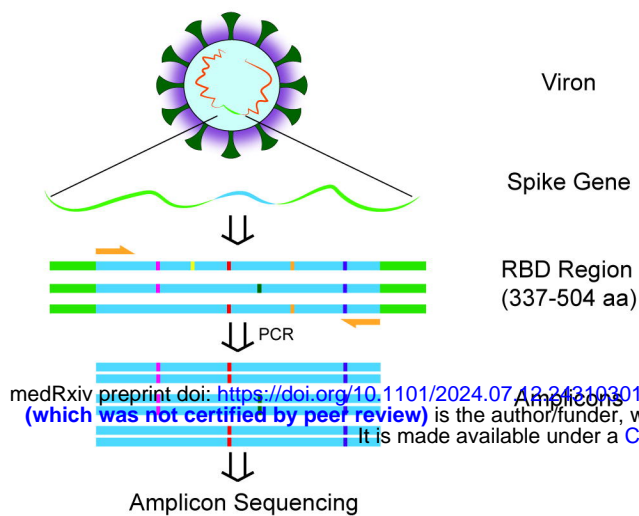 Viron
Spike Gene
RBD Region
(337-504 aa)
PCR
medRxiv preprint doi: https://doi.org/10.1101/2024.07.12.24310301
Amplicons
(which was not certified by peer review) is the author/funder, w
It is made available under a C
Amplicon Sequencing